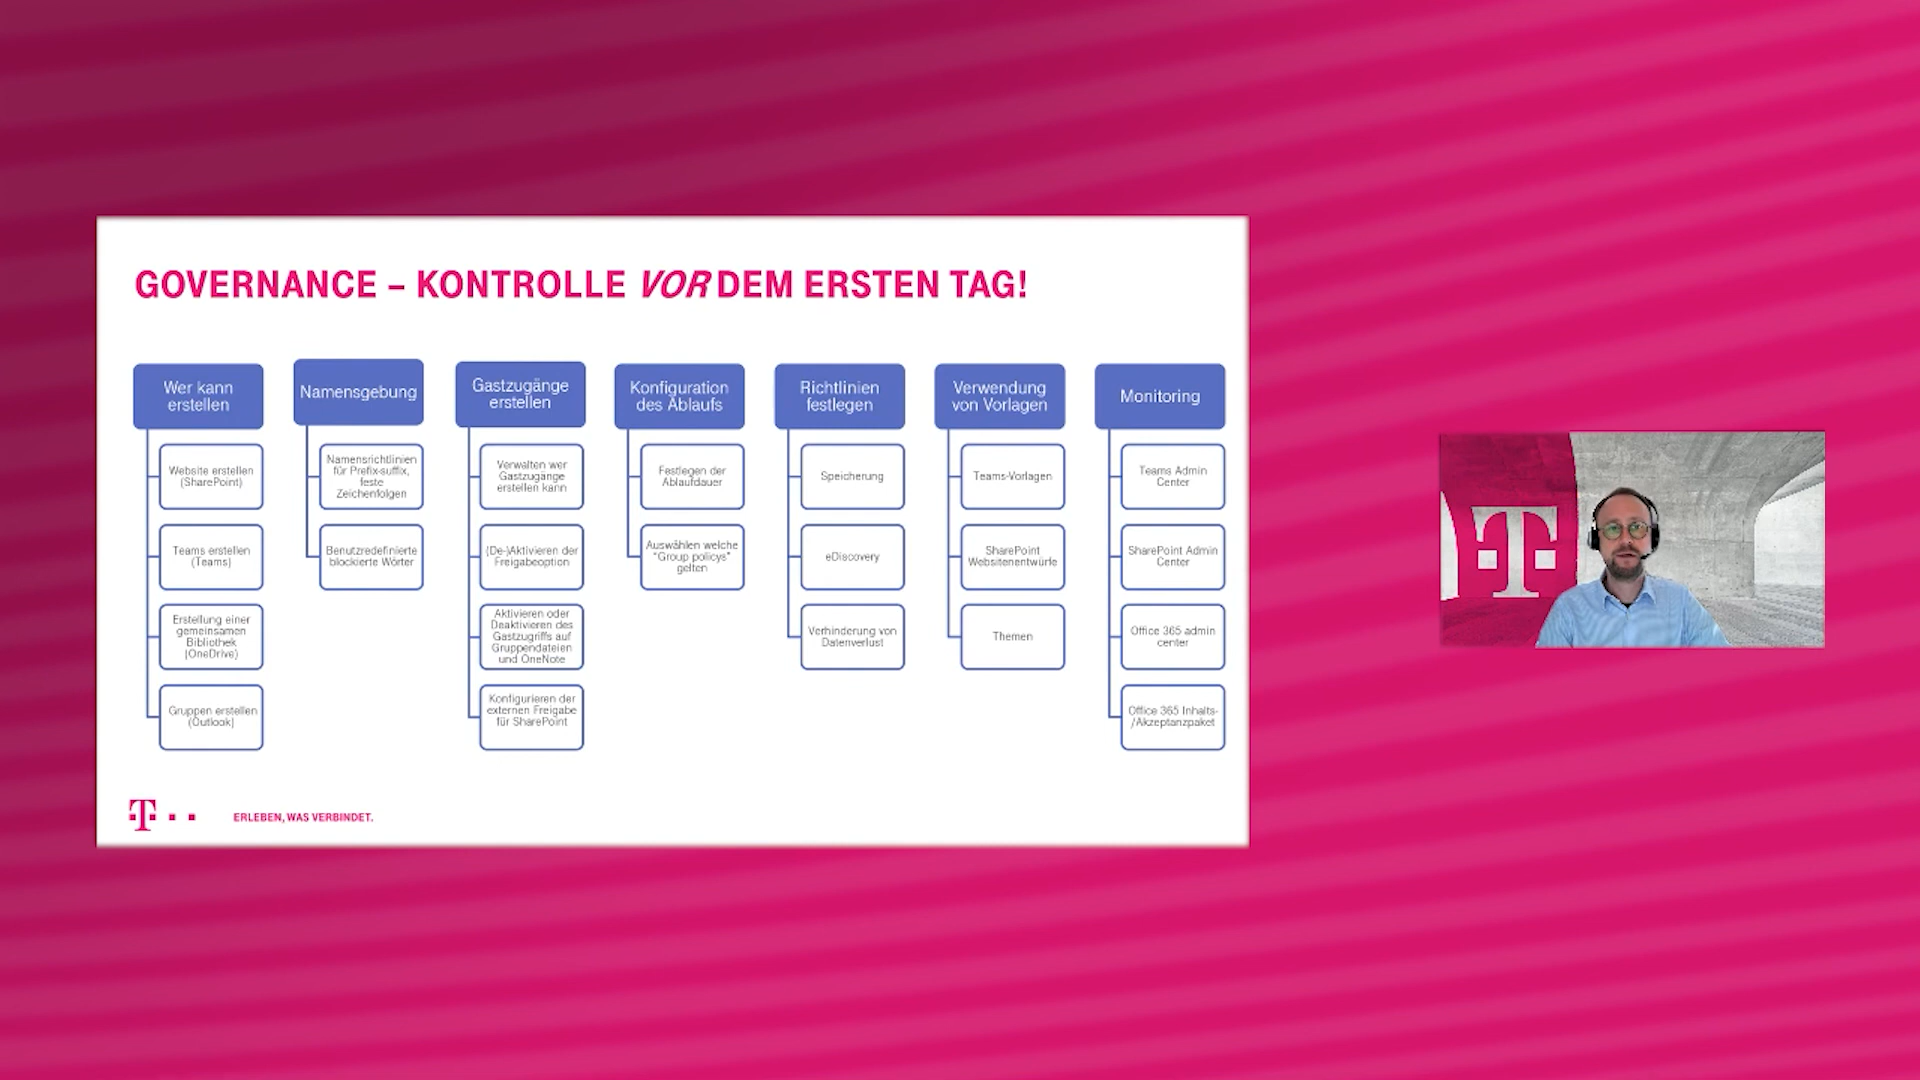 GOVERNANCE – KONTROLLE VOR DEM ERSTEN TAG!
Wer kann
erstellen
Website erstellen
(SharePoint)
Teams erstellen
(Teams)
Erstellung einer
gemeinsamen
Bibliothek
(OneDrive)
Gruppen erstellen
(Outlook)
Namensgebung
Namensrichtlinien
für Prefix-suffix,
feste
Zeichenfolgen
Benutzredefinierte
blockierte Wörter
Gastzugänge
erstellen
Verwalten wer
Gastzugänge
erstellen kann
(De-)Aktivieren der
Freigabeoption
Aktivieren oder
Deaktivieren des
Gastzugriffs auf
Gruppendateien
und OneNote
Konfigurieren der
externen Freigabe
für SharePoint
Konfiguration
des Ablaufs
Festlegen der
Ablaufdauer
Auswählen welche
"Group policys"
gelten
Richtlinien
festlegen
Speicherung
eDiscovery
Verhinderung von
Datenverlust
Verwendung
von Vorlagen
Teams-Vorlagen
SharePoint
Websitenentwürfe
Themen
Monitoring
Teams Admin
Center
SharePoint Admin
Center
Office 365 admin
center
Office 365 Inhalts-
/Akzeptanzpaket
T
ERLEBEN, WAS VERBINDET.
T